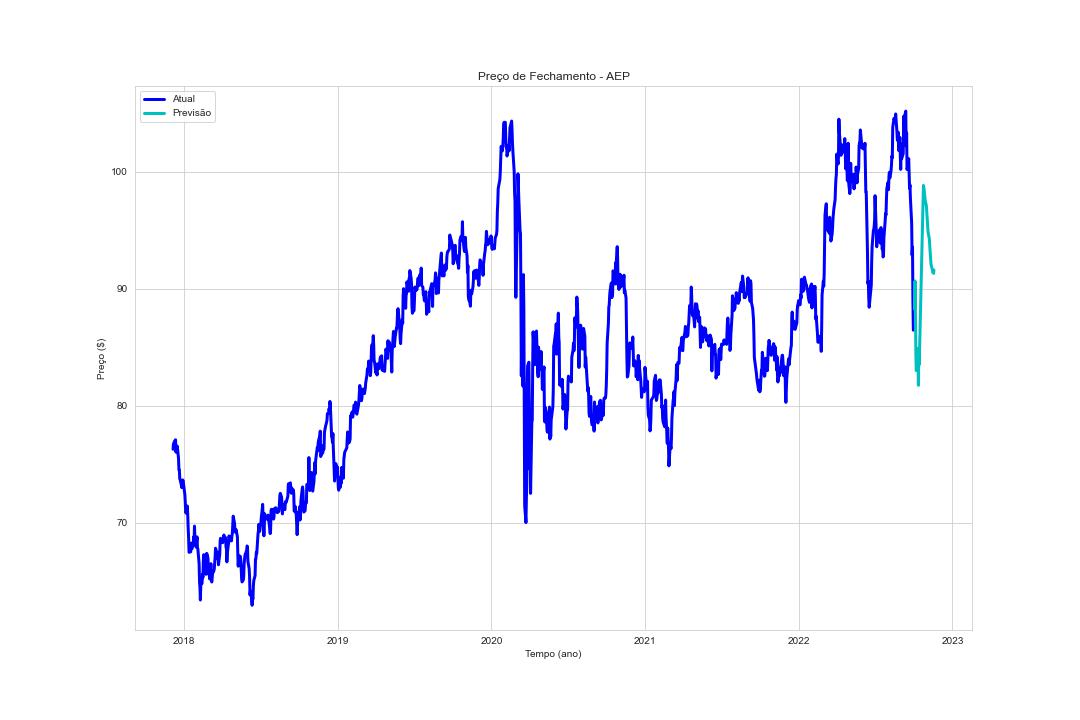 Preço de Fechamento - AEP
Atual
Previsão
Preço ($)
100
90
80
70
2018 2019 2020 2021 2022 2023
Tempo (ano)